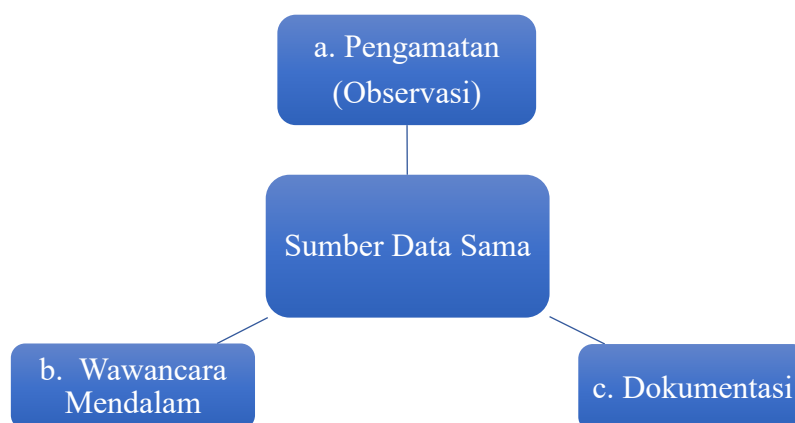 a. Pengamatan
(Observasi)
Sumber Data Sama
b. Wawancara
Mendalam
c. Dokumentasi